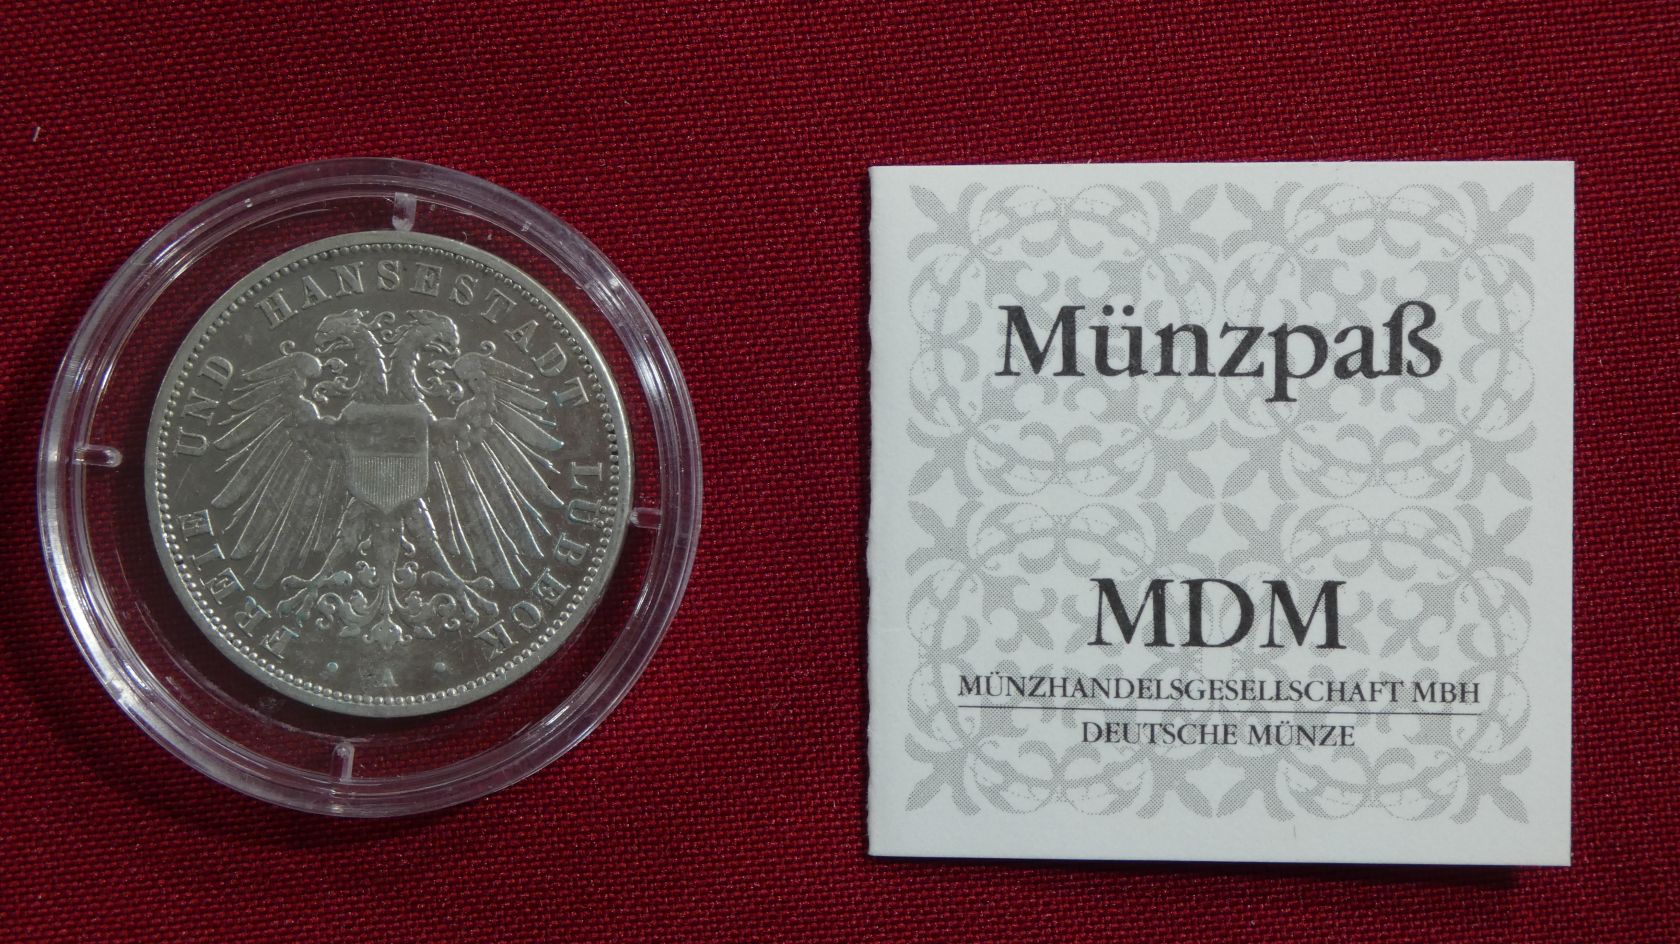 FREIE UND HANSESTADT LÜBECK
A
Münzpaß
MDM
MÜNZHANDELSGESELLSCHAFT MBH
DEUTSCHE MÜNZE